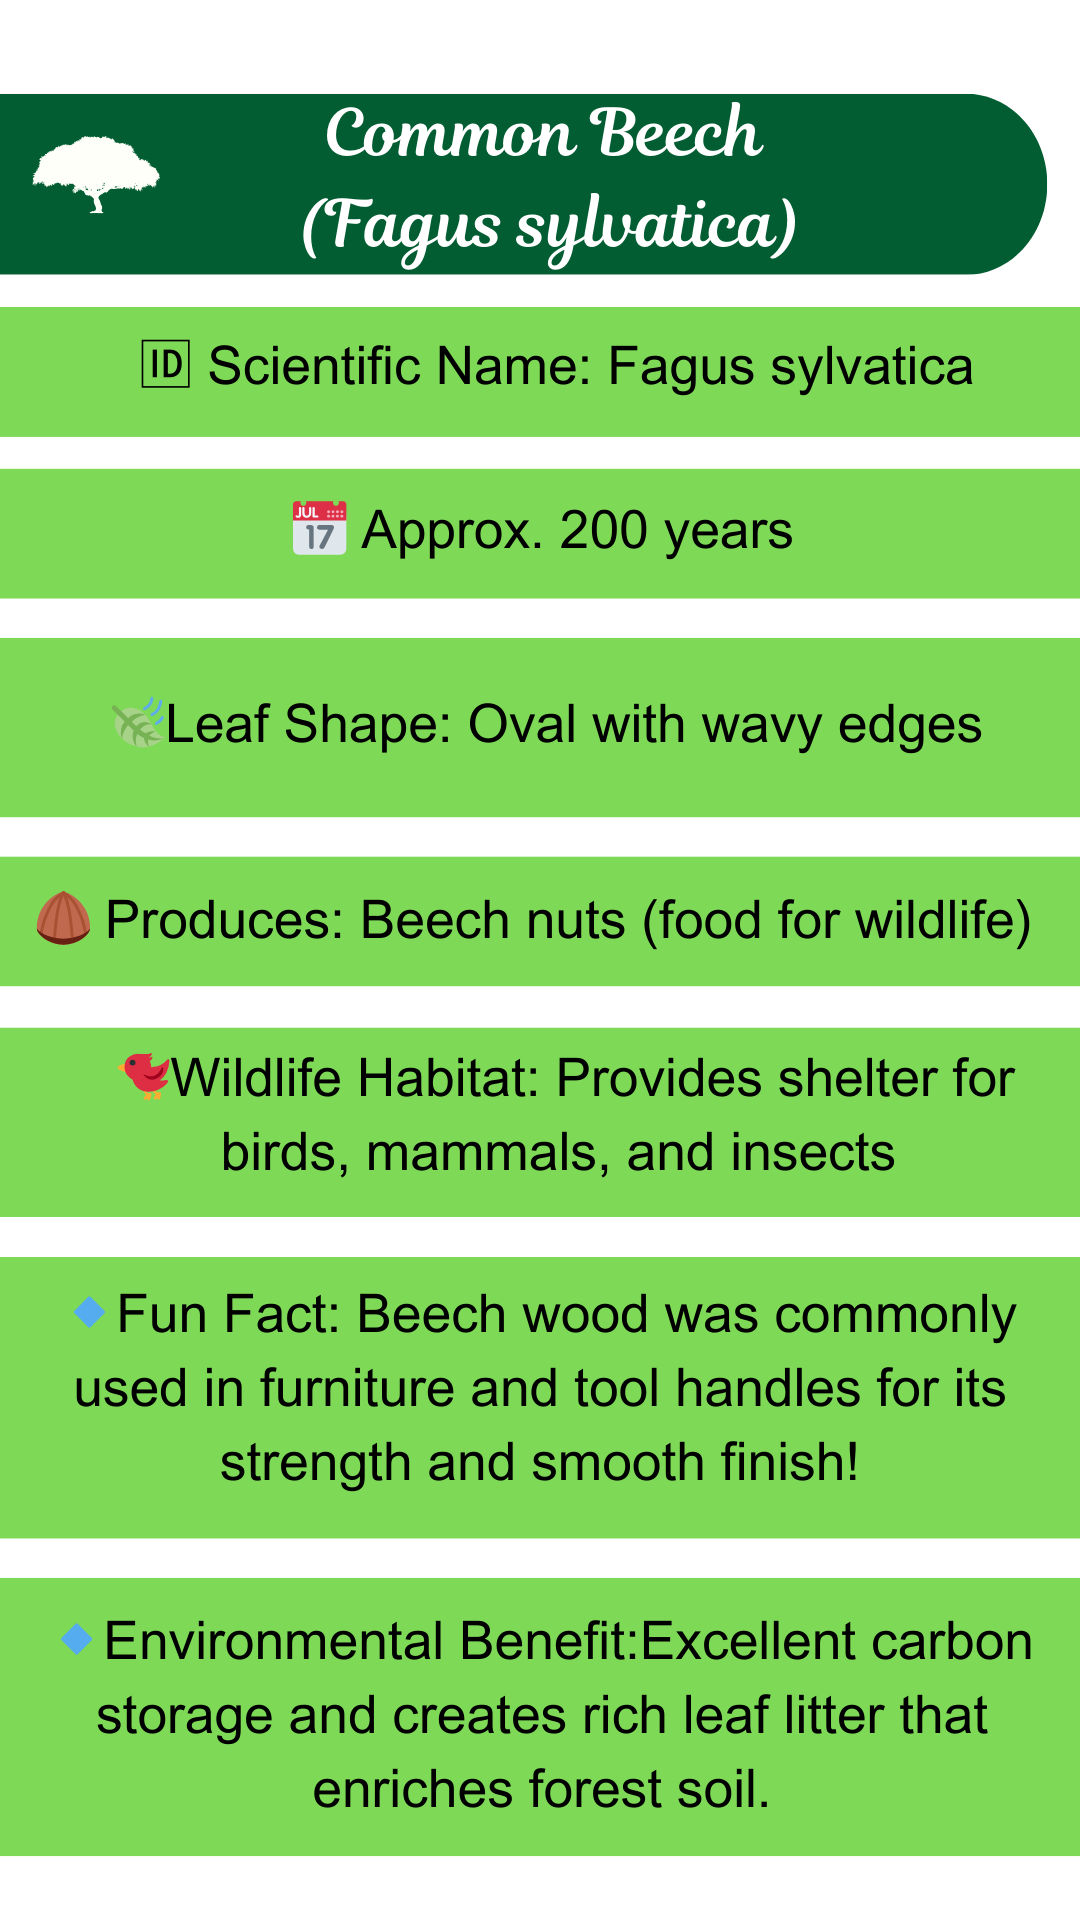 Common Beech
(Fagus sylvatica)
🆔 Scientific Name: Fagus sylvatica
📅 Approx. 200 years
🍃Leaf Shape: Oval with wavy edges
🌰 Produces: Beech nuts (food for wildlife)
🐦Wildlife Habitat: Provides shelter for
birds, mammals, and insects
🔹Fun Fact: Beech wood was commonly
used in furniture and tool handles for its
strength and smooth finish!
🔹Environmental Benefit:Excellent carbon
storage and creates rich leaf litter that
enriches forest soil.